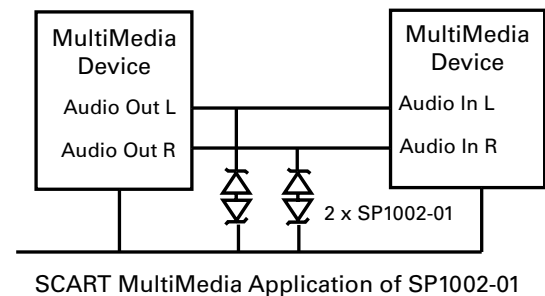 MultiMedia
Device
Audio Out L
Audio Out R
MultiMedia
Device
Audio In L
Audio In R
2 x SP1002-01
SCART MultiMedia Application of SP1002-01